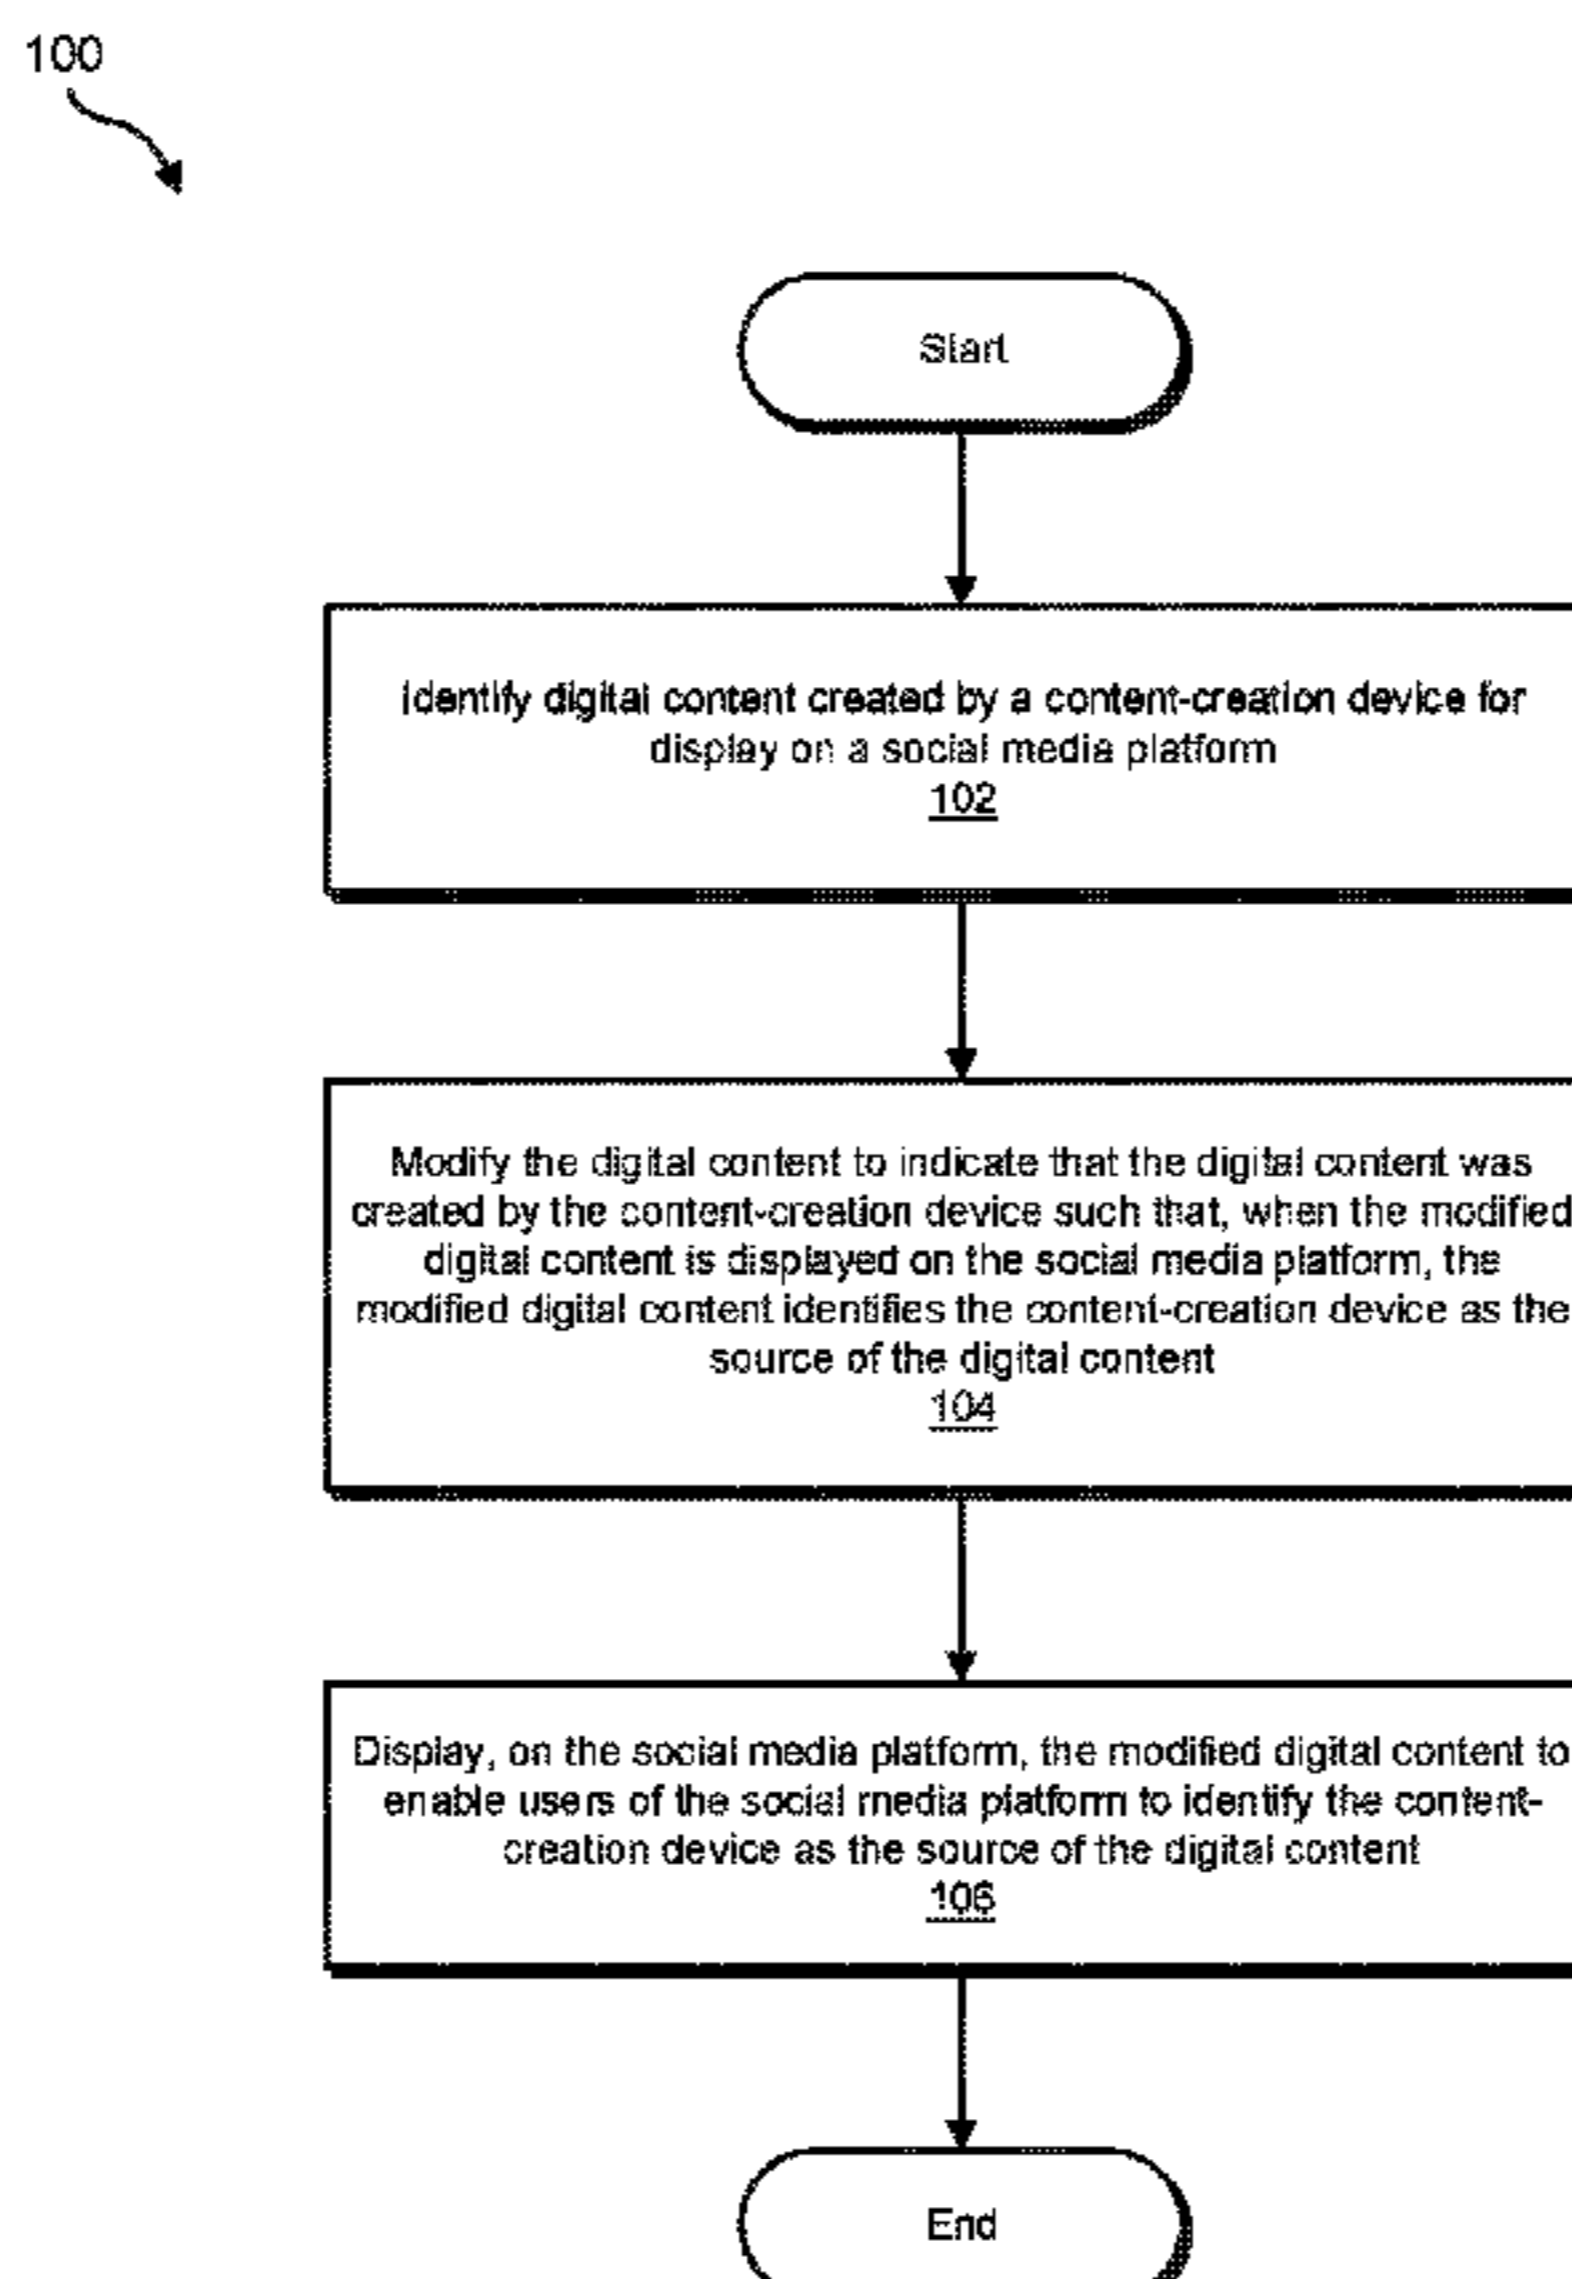 100
Start
Identify digital content created by a content-creation device for
display on a social media platform
102
Modify the digital content to indicate that the digital content was
created by the content-creation device such that, when the modified
digital content is displayed on the social media platform, the
modified digital content identifies the content-creation device as the
source of the digital content
104
Display, on the social media platform, the modified digital content to
enable users of the social media platform to identify the content-
creation device as the source of the digital content
106
End